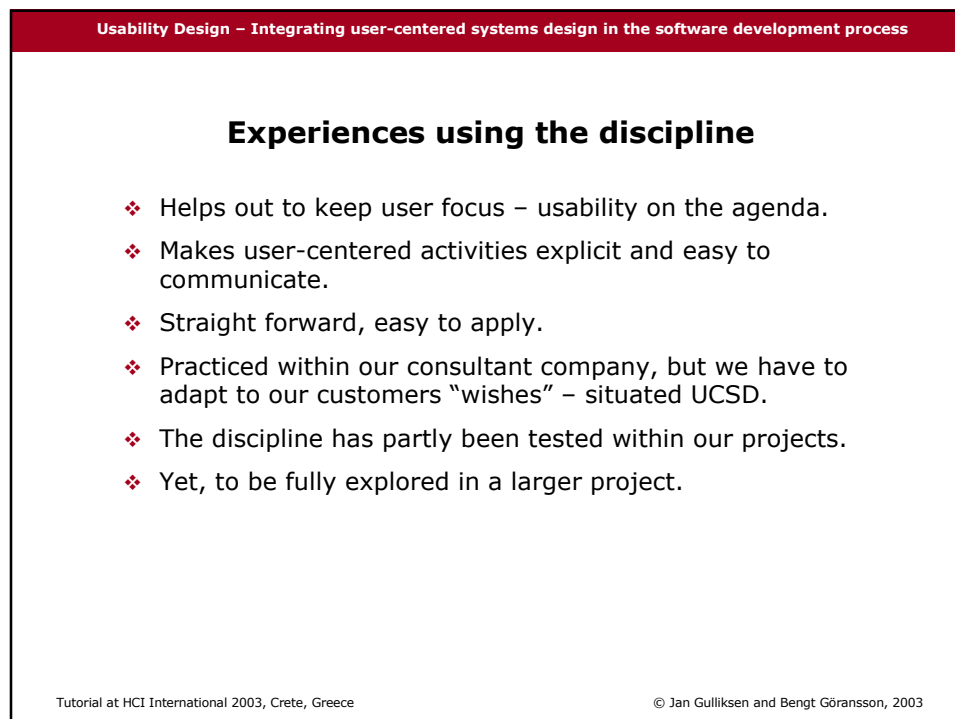 Usability Design – Integrating user-centered systems design in the software development process
Experiences using the discipline
❖ Helps out to keep user focus – usability on the agenda.
❖ Makes user-centered activities explicit and easy to
communicate.
❖ Straight forward, easy to apply.
❖ Practiced within our consultant company, but we have to
adapt to our customers “wishes” – situated UCSD.
❖ The discipline has partly been tested within our projects.
❖ Yet, to be fully explored in a larger project.
Tutorial at HCI International 2003, Crete, Greece
© Jan Gulliksen and Bengt Göransson, 2003